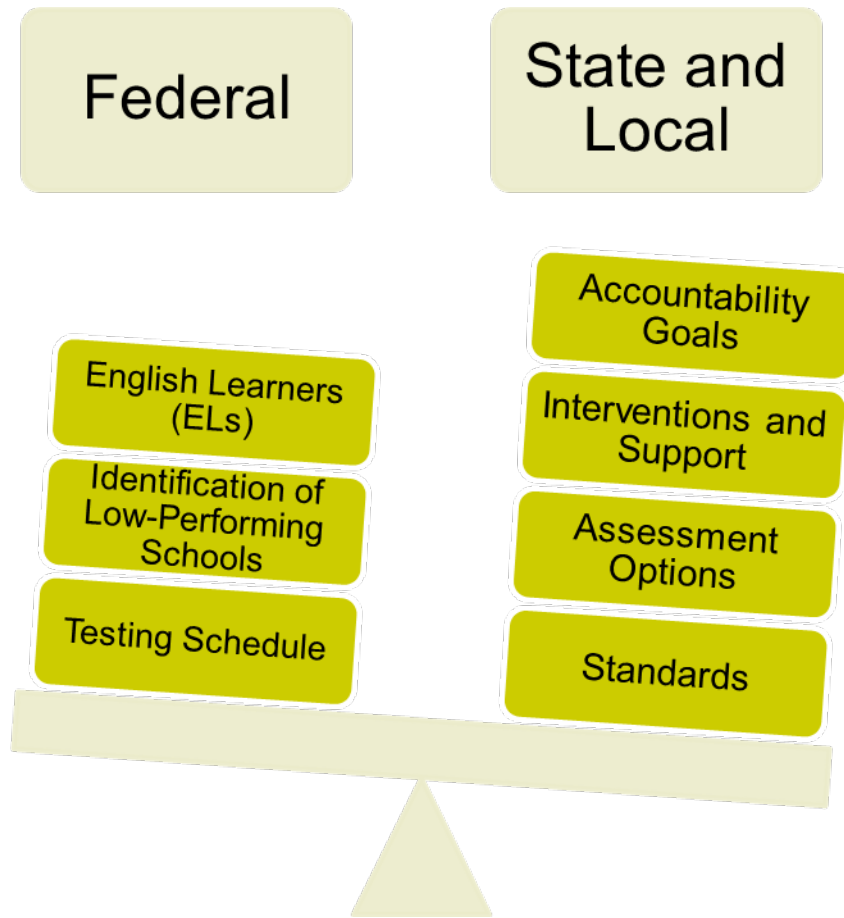 Federal
State and
Local
English Learners
(ELs)
Identification of
Low-Performing
Schools
Testing Schedule
Accountability
Goals
Interventions and
Support
Assessment
Options
Standards